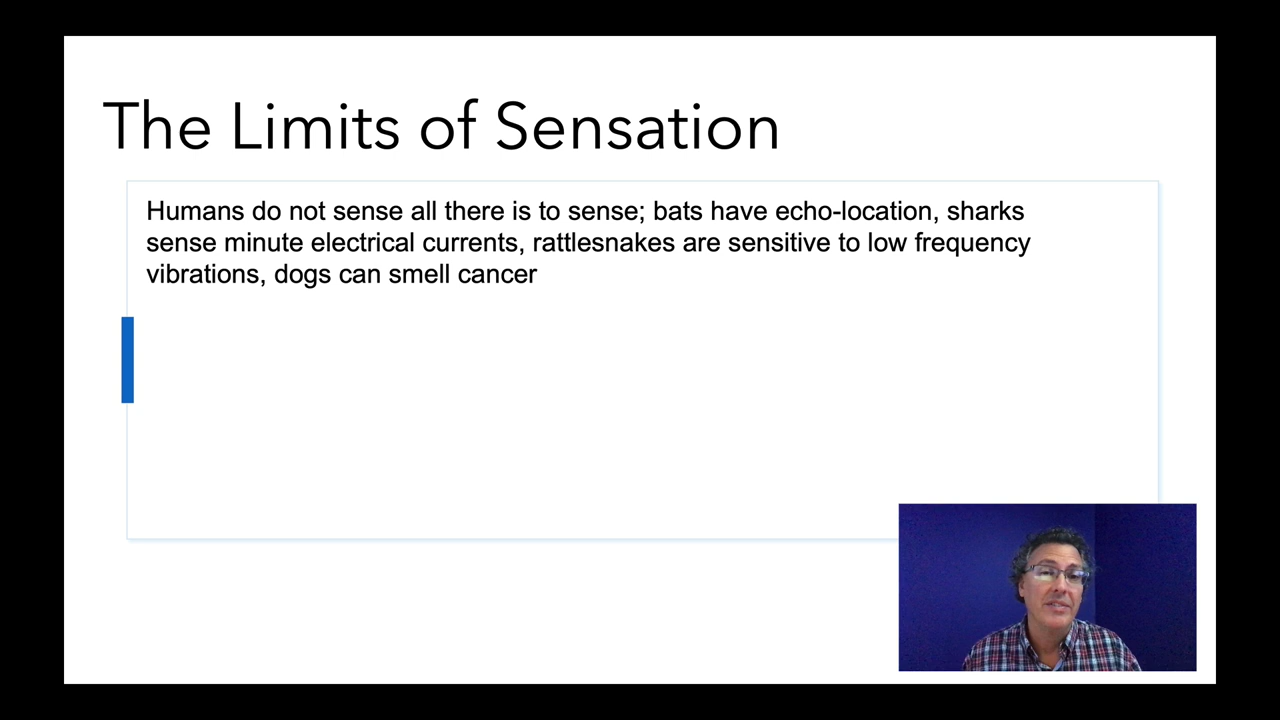 The Limits of Sensation
Humans do not sense all there is to sense; bats have echo-location, sharks
sense minute electrical currents, rattlesnakes are sensitive to low frequency
vibrations, dogs can smell cancer